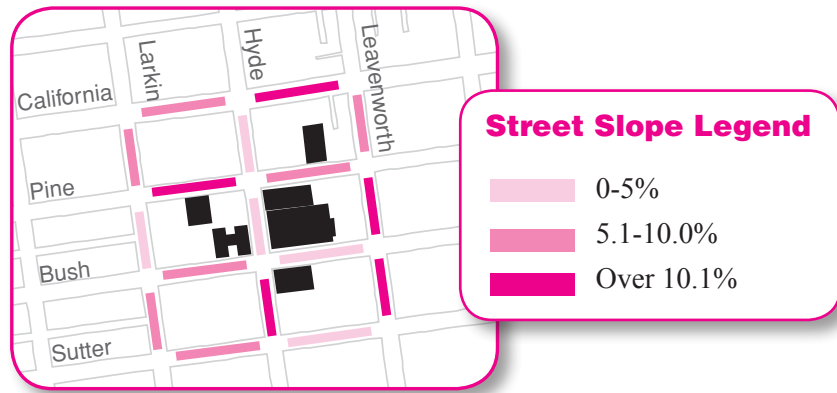 California
Larkin
Hyde
Leavenworth
Pine
Bush
Sutter
Street Slope Legend
0-5%
5.1-10.0%
Over 10.1%